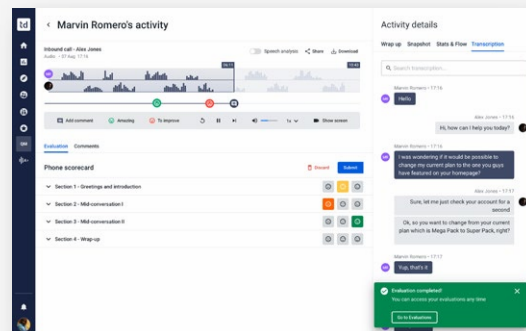 td
Marvin Romero's activity
Inbound call - Alex Jones
Audio • 07 Aug, 17:16
Speech analysis
Share
Download
Add comment
Amazing
To improve
1x
Show screen
Evaluation
Comments
Phone scorecard
Discard
Submit
Section 1 - Greetings and introduction
Section 2 - Mid-conversation I
Section 3 - Mid-conversation II
Section 4 - Wrap-up
Activity details
Wrap up
Snapshot
Stats & Flow
Transcription
Search transcription...
Marvin Romero • 17:16
Hello
Alex Jones • 17:16
Hi, how can I help you today?
Marvin Romero • 17:16
I was wondering if it would be possible to
change my current plan to the one you guys
have featured on your homepage?
Alex Jones • 17:17
Sure, let me just check your account for a
second
Ok, so you want to change from your current
plan which is Mega Pack to Super Pack, right?
Marvin Romero • 17:17
Yup, that's it
Evaluation completed!
You can access your evaluations any time
Go to Evaluations